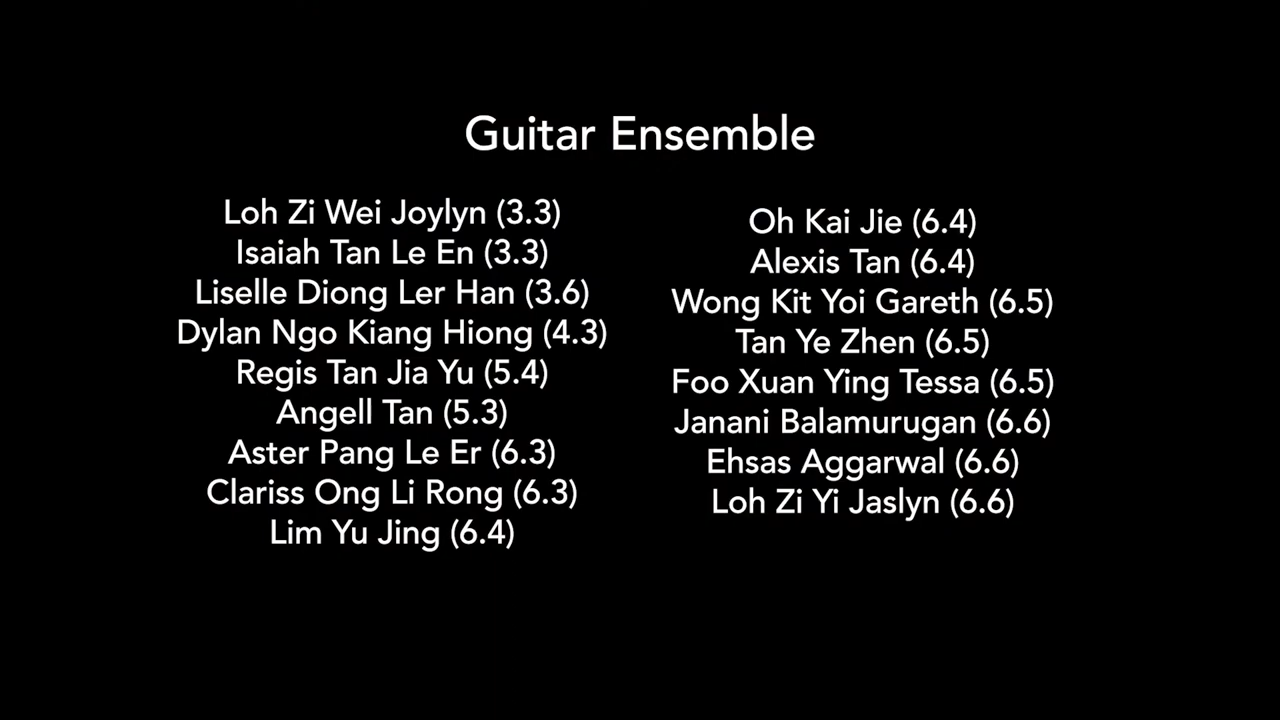 Guitar Ensemble
Loh Zi Wei Joylyn (3.3)
Isaiah Tan Le En (3.3)
Liselle Diong Ler Han (3.6)
Dylan Ngo Kiang Hiong (4.3)
Regis Tan Jia Yu (5.4)
Angell Tan (5.3)
Aster Pang Le Er (6.3)
Clariss Ong Li Rong (6.3)
Lim Yu Jing (6.4)
Oh Kai Jie (6.4)
Alexis Tan (6.4)
Wong Kit Yoi Gareth (6.5)
Tan Ye Zhen (6.5)
Foo Xuan Ying Tessa (6.5)
Janani Balamurugan (6.6)
Ehsas Aggarwal (6.6)
Loh Zi Yi Jaslyn (6.6)